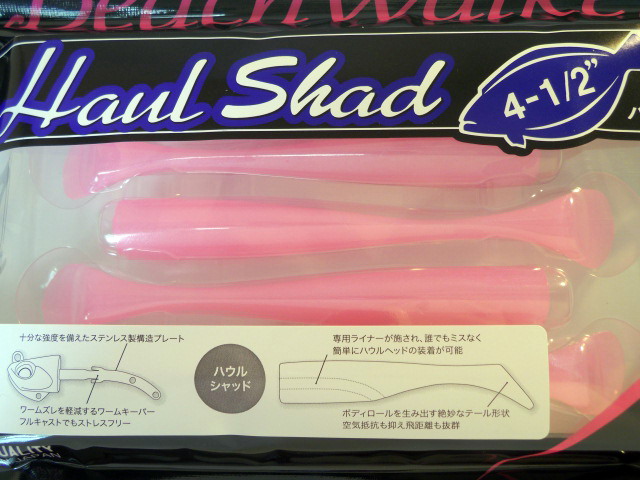 Beachwalker
Haul Shad
4-1/2”
ハ
十分な強度を備えたステンレス製構造プレート
ワームズレを軽減するワームキーパー
フルキャストでもストレスフリー
ハウル
シャッド
専用ライナーが施され、誰でもミスなく
簡単にハウルヘッドの装着が可能
ボディロールを生み出す絶妙なテール形状
空気抵抗も抑え飛距離も抜群
QUALITY
JAPAN